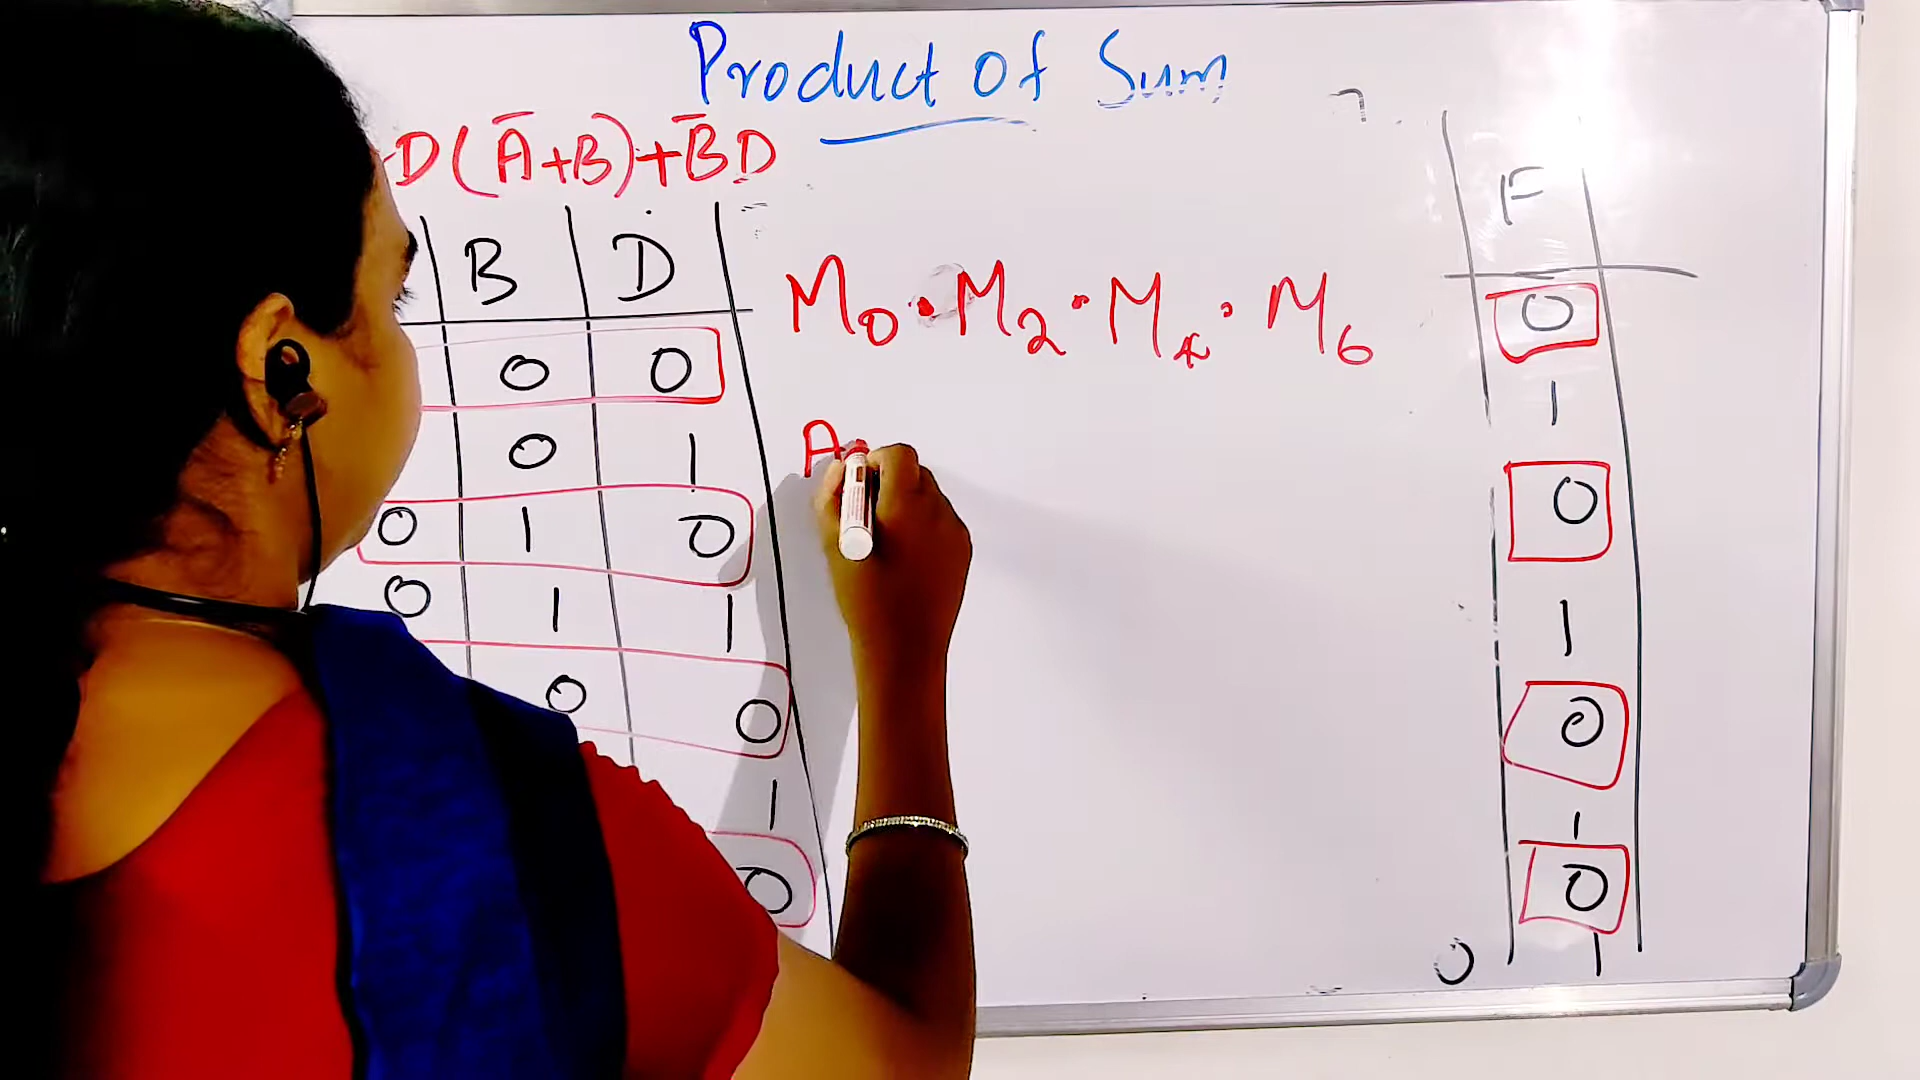 Product Of Sum
D(A̅+B)+B̅D
B D F
M₀·M₂·M₄·M₆
0 0 0
0 1 1
A
0 1 0 0
0 1 1 1
0 0 0
1 1
0 0
0 1